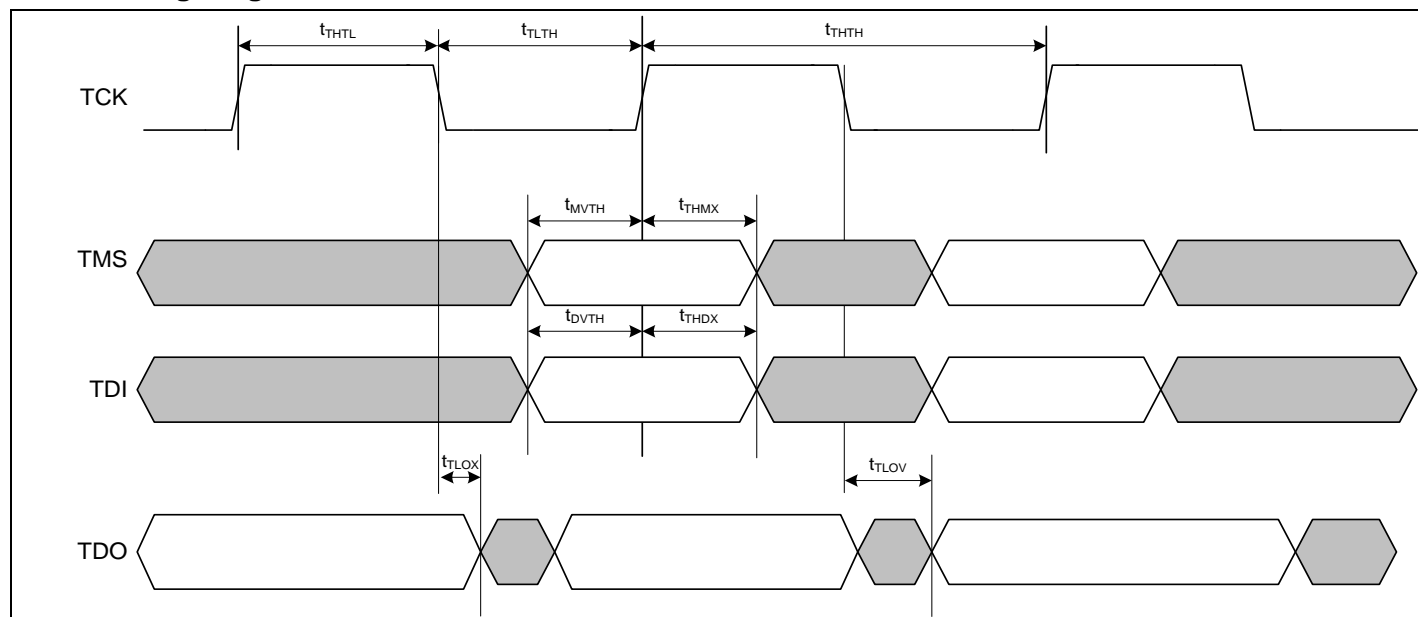 tTHTL tTLTH tTHTH
TCK
tMVTH tTHMX
TMS
tDVTH tTHDX
TDI
tTLOX tTLOV
TDO